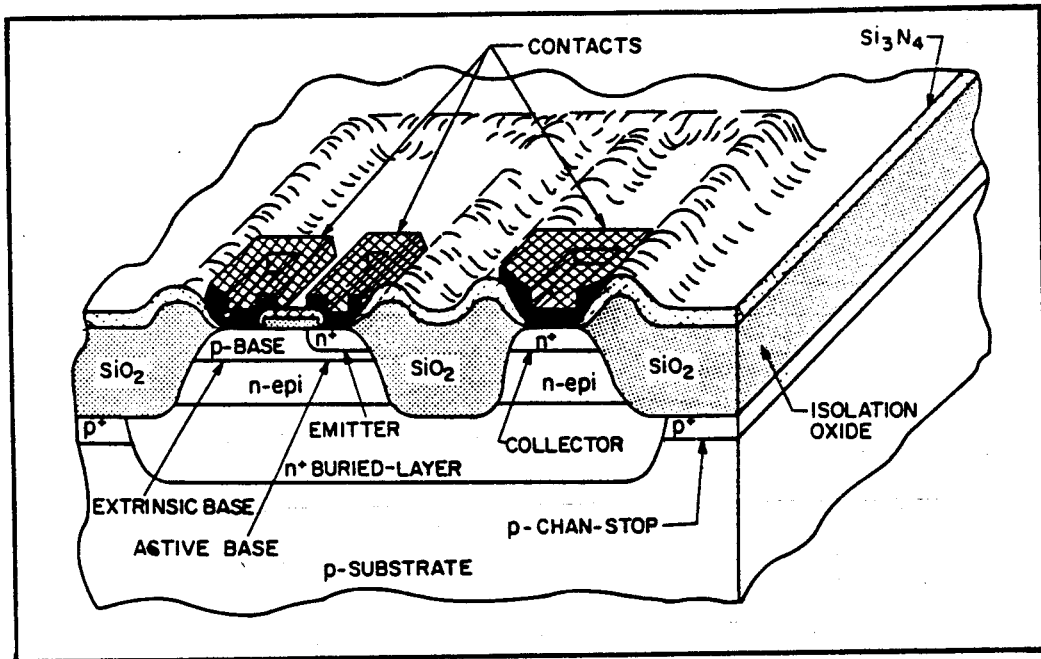 CONTACTS
Si3N4
p-BASE
n+
n+
SiO2
SiO2
SiO2
n-epi
n-epi
ISOLATION
OXIDE
p+
p+
EMITTER
COLLECTOR
n+ BURIED-LAYER
EXTRINSIC BASE
p-CHAN-STOP
ACTIVE BASE
p-SUBSTRATE